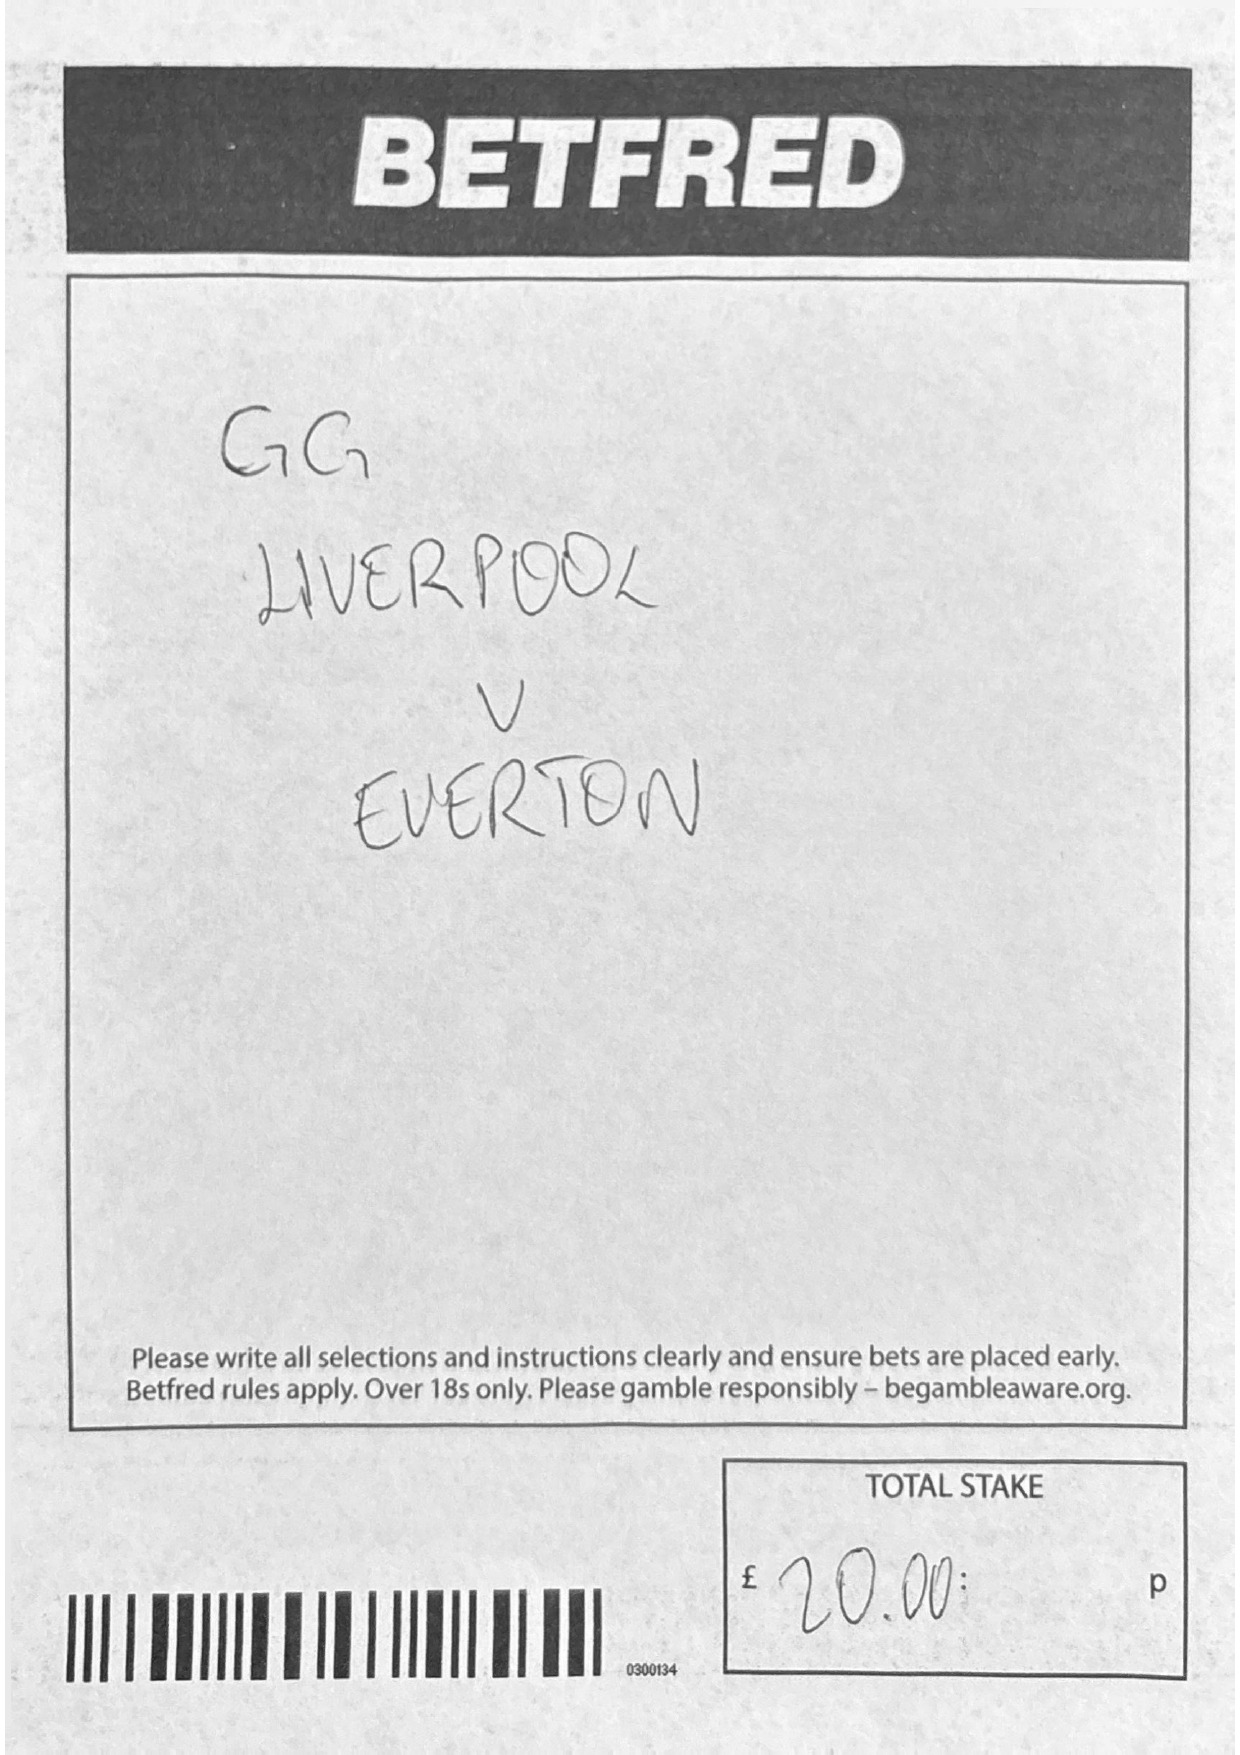 BETFRED
GG
LIVERPOOL
V
EVERTON
Please write all selections and instructions clearly and ensure bets are placed early.
Betfred rules apply. Over 18s only. Please gamble responsibly – begambleaware.org.
TOTAL STAKE
£ 20.00: p
0300134